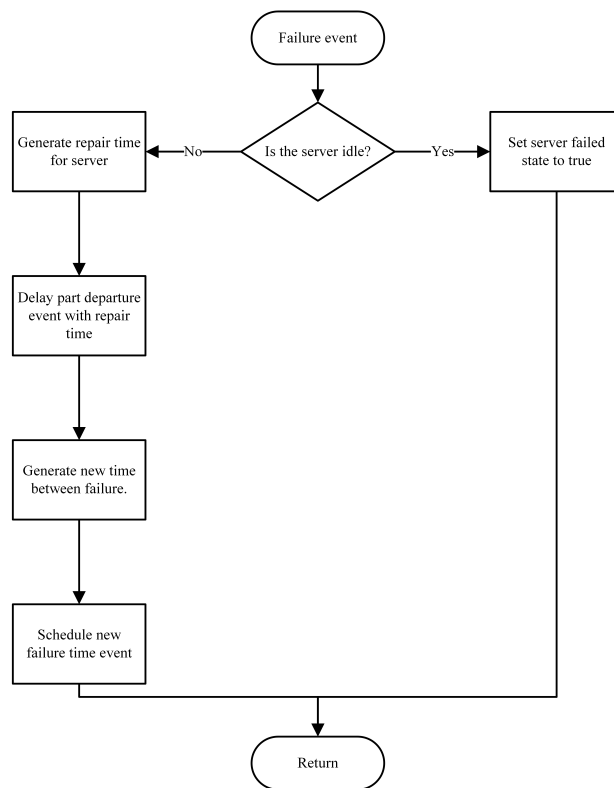 Failure event
Generate repair time
for server
No
Is the server idle?
Yes
Set server failed
state to true
Delay part departure
event with repair
time
Generate new time
between failure.
Schedule new
failure time event
Return